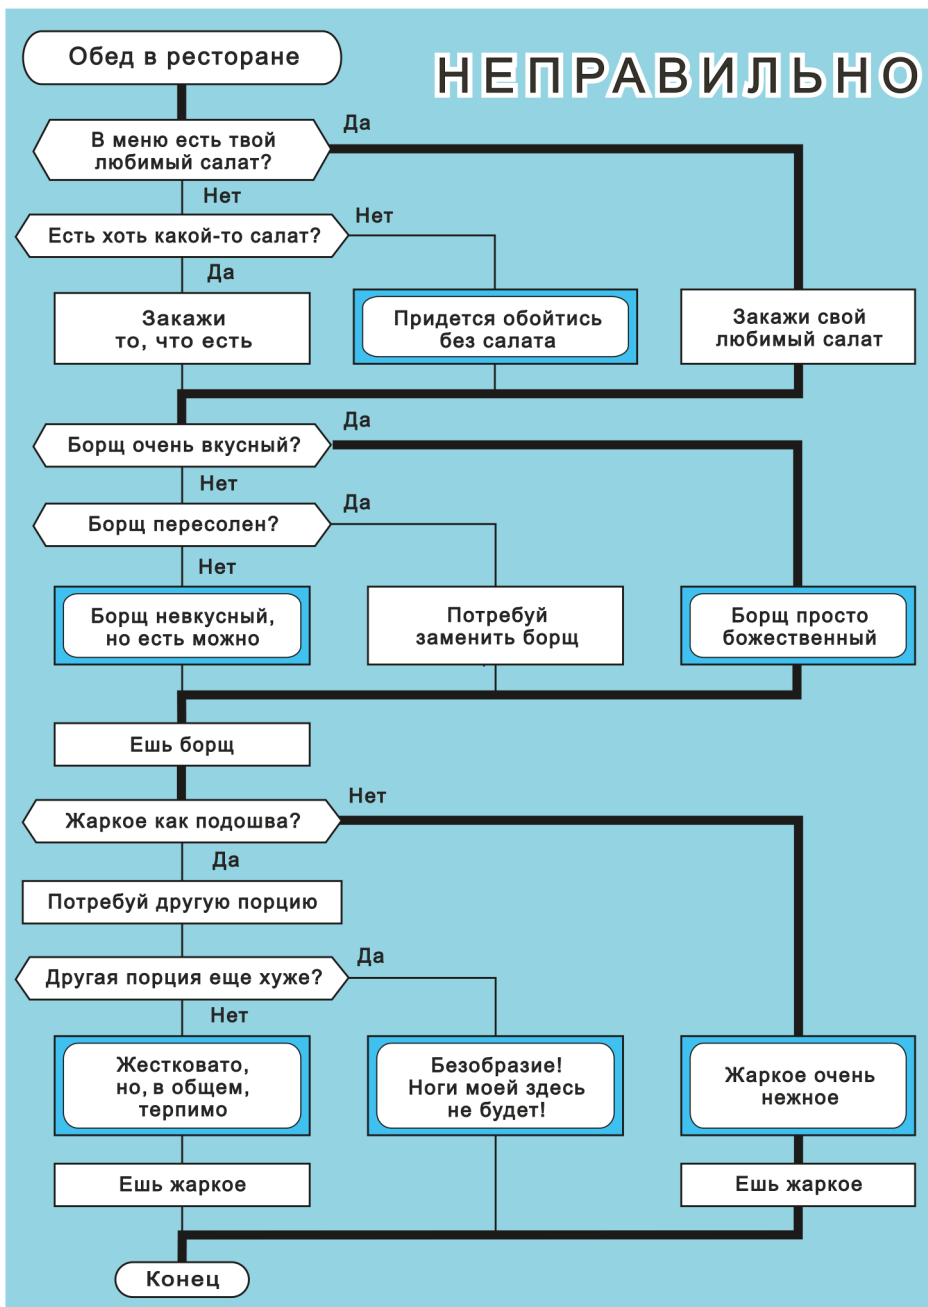 Обед в ресторане
НЕПРАВИЛЬНО
Да
В меню есть твой
любимый салат?
Нет
Нет
Есть хоть какой-то салат?
Да
Закажи
то, что есть
Придется обойтись
без салата
Закажи свой
любимый салат
Да
Борщ очень вкусный?
Нет
Да
Борщ пересолен?
Нет
Борщ невкусный,
но есть можно
Потребуй
заменить борщ
Борщ просто
божественный
Ешь борщ
Нет
Жаркое как подошва?
Да
Потребуй другую порцию
Да
Другая порция еще хуже?
Нет
Жестковато,
но, в общем,
терпимо
Безобразие!
Ноги моей здесь
не будет!
Жаркое очень
нежное
Ешь жаркое
Ешь жаркое
Конец